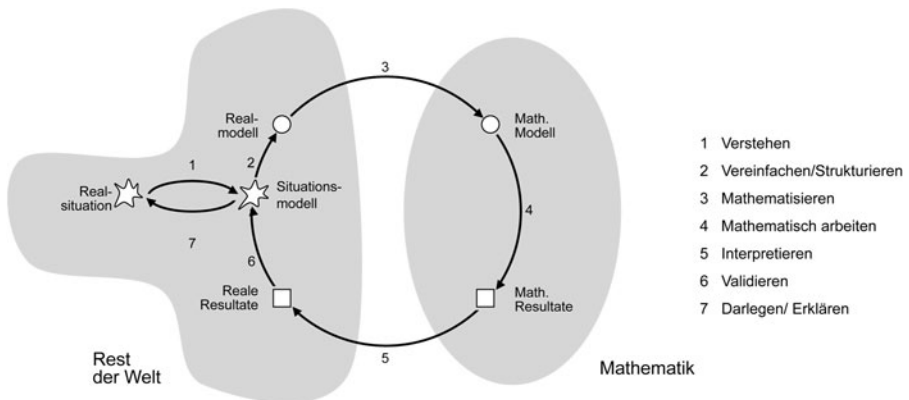 3
Real-
modell
Math.
Modell
1
2
Real-
situation
Situations-
modell
7
4
6
Reale
Resultate
Math.
Resultate
5
Rest
der Welt
Mathematik
1 Verstehen
2 Vereinfachen/Strukturieren
3 Mathematisieren
4 Mathematisch arbeiten
5 Interpretieren
6 Validieren
7 Darlegen/ Erklären